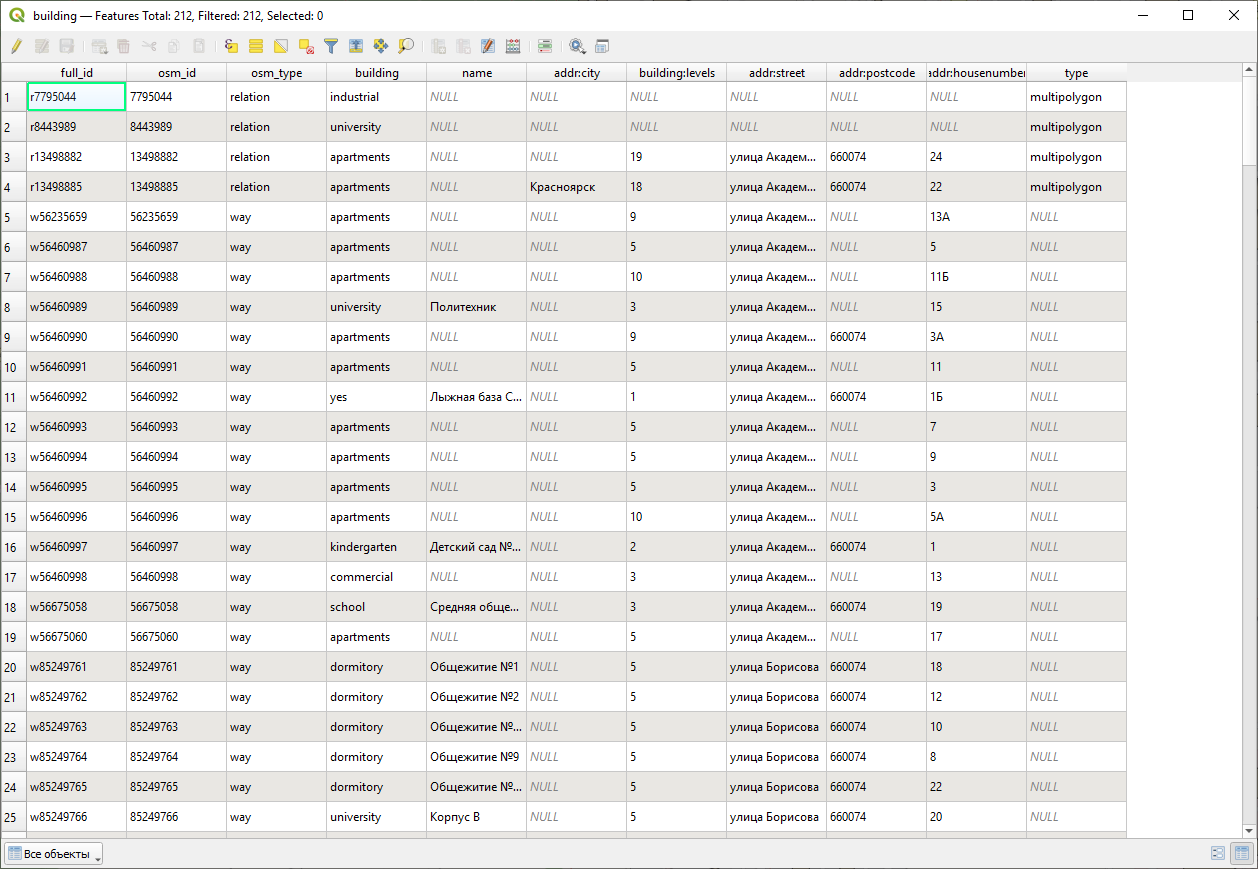 building — Features Total: 212, Filtered: 212, Selected: 0
full_id osm_id osm_type building name addr:city building:levels addr:street addr:postcode addr:housenumber type
1 r7795044 7795044 relation industrial NULL NULL NULL NULL NULL NULL multipolygon
2 r8443989 8443989 relation university NULL NULL NULL NULL NULL NULL multipolygon
3 r13498882 13498882 relation apartments NULL NULL 19 улица Академ... 660074 24 multipolygon
4 r13498885 13498885 relation apartments NULL Красноярск 18 улица Академ... 660074 22 multipolygon
5 w56235659 56235659 way apartments NULL NULL 9 улица Академ... NULL 13А NULL
6 w56460987 56460987 way apartments NULL NULL 5 улица Академ... NULL 5 NULL
7 w56460988 56460988 way apartments NULL NULL 10 улица Академ... NULL 11Б NULL
8 w56460989 56460989 way university Политехник NULL 3 улица Академ... NULL 15 NULL
9 w56460990 56460990 way apartments NULL NULL 9 улица Академ... 660074 3А NULL
10 w56460991 56460991 way apartments NULL NULL 5 улица Академ... NULL 11 NULL
11 w56460992 56460992 way yes Лыжная база С... NULL 1 улица Академ... 660074 1Б NULL
12 w56460993 56460993 way apartments NULL NULL 5 улица Академ... NULL 7 NULL
13 w56460994 56460994 way apartments NULL NULL 5 улица Академ... NULL 9 NULL
14 w56460995 56460995 way apartments NULL NULL 5 улица Академ... NULL 3 NULL
15 w56460996 56460996 way apartments NULL NULL 10 улица Академ... NULL 5А NULL
16 w56460997 56460997 way kindergarten Детский сад №... NULL 2 улица Академ... 660074 1 NULL
17 w56460998 56460998 way commercial NULL NULL 3 улица Академ... NULL 13 NULL
18 w56675058 56675058 way school Средняя обще... NULL 3 улица Академ... 660074 19 NULL
19 w56675060 56675060 way apartments NULL NULL 5 улица Академ... NULL 17 NULL
20 w85249761 85249761 way dormitory Общежитие №1 NULL 5 улица Борисова 660074 18 NULL
21 w85249762 85249762 way dormitory Общежитие №2 NULL 5 улица Борисова 660074 12 NULL
22 w85249763 85249763 way dormitory Общежитие №... NULL 5 улица Борисова 660074 10 NULL
23 w85249764 85249764 way dormitory Общежитие №9 NULL 5 улица Борисова 660074 8 NULL
24 w85249765 85249765 way dormitory Общежитие №... NULL 5 улица Борисова 660074 22 NULL
25 w85249766 85249766 way university Корпус В NULL 5 улица Борисова 660074 20 NULL
Все объекты